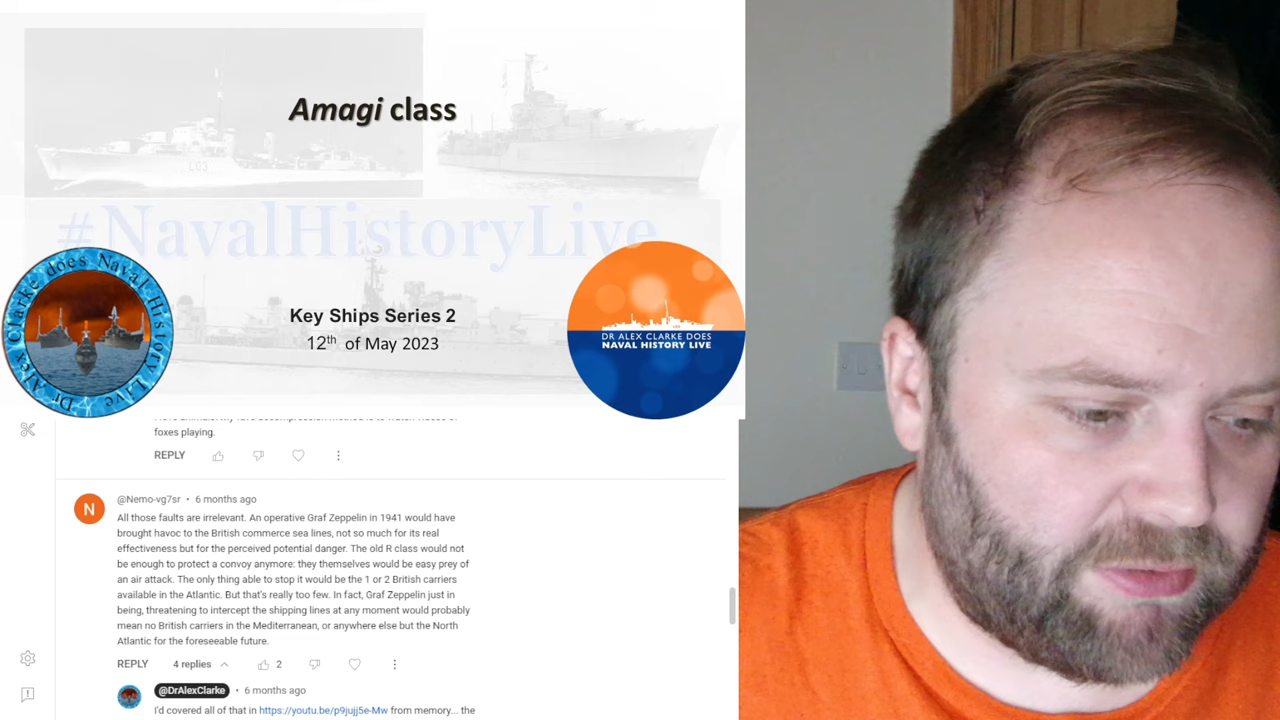 Amagi class
#NavalHistoryLive
Key Ships Series 2
12th of May 2023
Dr Alex Clarke does Naval History Live
DR ALEX CLARKE DOES
NAVAL HISTORY LIVE
foxes playing.
REPLY
N
@Nemo-vg7sr • 6 months ago
All those faults are irrelevant. An operative Graf Zeppelin in 1941 would have
brought havoc to the British commerce sea lines, not so much for its real
effectiveness but for the perceived potential danger. The old R class would not
be enough to protect a convoy anymore: they themselves would be easy prey of
an air attack. The only thing able to stop it would be the 1 or 2 British carriers
available in the Atlantic. But that's really too few. In fact, Graf Zeppelin just in
being, threatening to intercept the shipping lines at any moment would probably
mean no British carriers in the Mediterranean, or anywhere else but the North
Atlantic for the foreseeable future.
REPLY 4 replies 2
@DrAlexClarke • 6 months ago
I'd covered all of that in https://youtu.be/p9jujj5e-Mw from memory... the